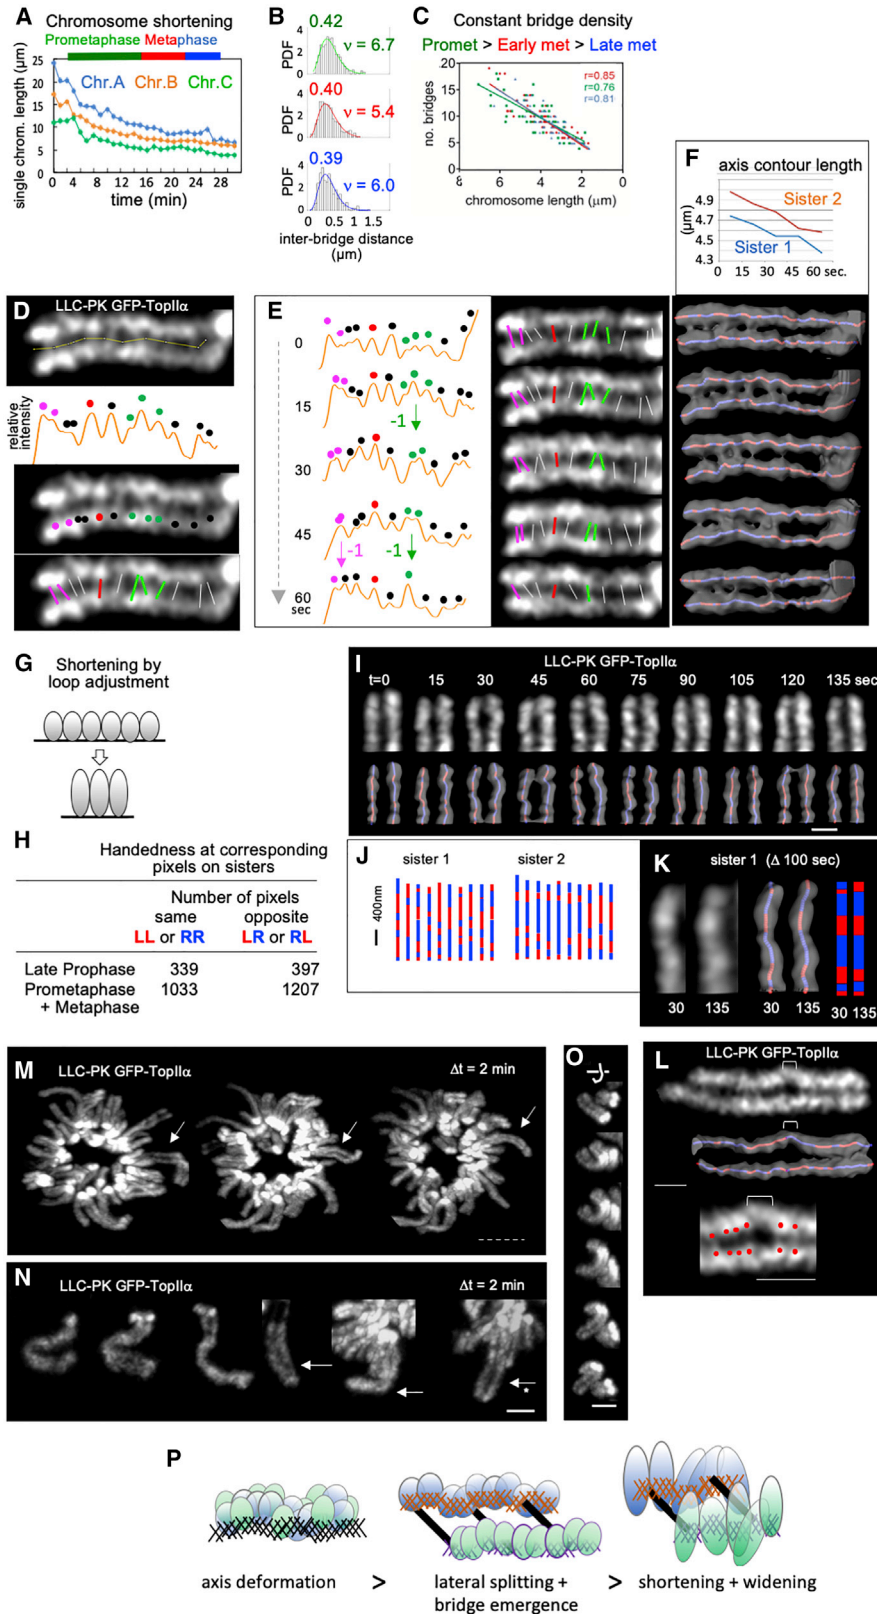 A
Chromosome shortening
Prometaphase Metaphase
single chrom. length (μm)
25
20
15
10
5
0
Chr.A Chr.B Chr.C
0 4 12 20 28
time (min)
B
0.42
ν = 6.7
PDF
4
2
0
0.40
ν = 5.4
PDF
4
2
0
0.39
ν = 6.0
PDF
4
2
0
0 0.5 1 1.5
inter-bridge distance
(μm)
C
Constant bridge density
Promet > Early met > Late met
no. bridges
20
15
10
5
0
r=0.85
r=0.76
r=0.81
8 6 4 2 0
chromosome length (μm)
F
axis contour length
(μm)
4.9
4.7
4.5
4.3
Sister 2
Sister 1
0 15 30 45 60 sec.
D
LLC-PK GFP-TopIIα
relative
intensity
E
0
15
-1
30
45
-1
-1
60
sec
G
Shortening by
loop adjustment
H
Handedness at corresponding
pixels on sisters
Number of pixels
same opposite
LL or RR LR or RL
Late Prophase 339 397
Prometaphase 1033 1207
+ Metaphase
I
LLC-PK GFP-TopIIα
t=0 15 30 45 60 75 90 105 120 135 sec
J
sister 1 sister 2
400nm
K
sister 1 (Δ 100 sec)
30 135 30 135 30 135
L
LLC-PK GFP-TopIIα
M
LLC-PK GFP-TopIIα
Δt = 2 min
N
LLC-PK GFP-TopIIα
Δt = 2 min
*
O
P
axis deformation > lateral splitting + > shortening + widening
bridge emergence